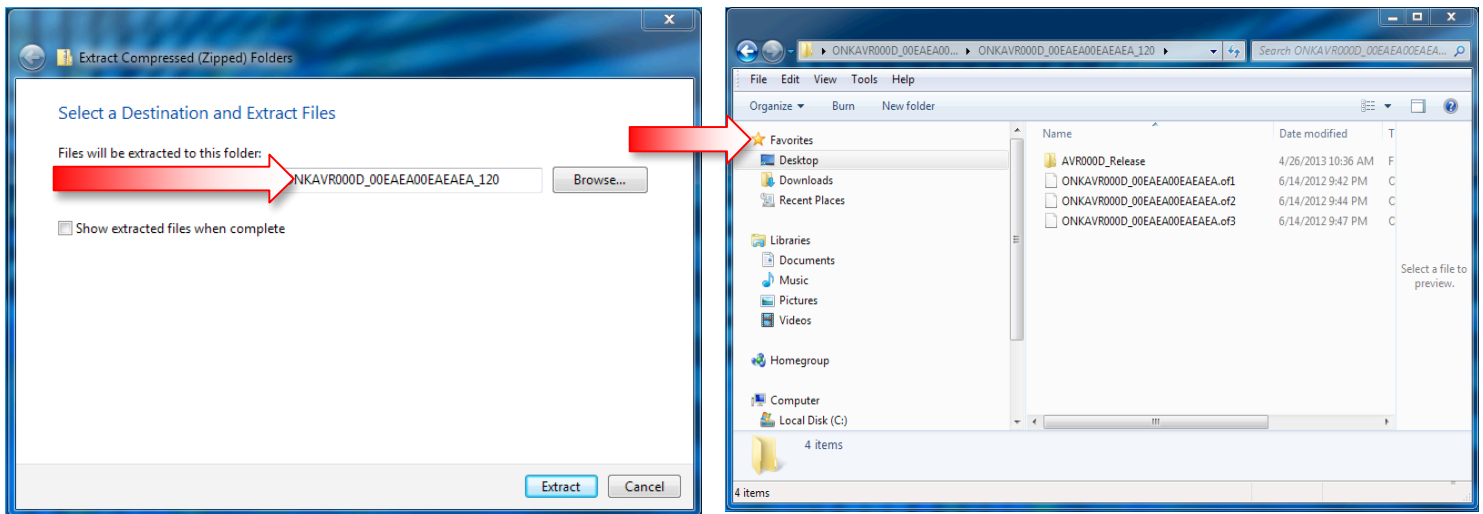 Extract Compressed (Zipped) Folders
Select a Destination and Extract Files
Files will be extracted to this folder:
NKAVR000D_00EAEA00EAEAEA_120 Browse...
Show extracted files when complete
Extract Cancel
ONKAVR000D_00EAEA00... ONKAVR000D_00EAEA00EAEAEA_120 Search ONKAVR000D_00EAEA00EAEA...
File Edit View Tools Help
Organize Burn New folder
Favorites
Desktop
Downloads
Recent Places
Libraries
Documents
Music
Pictures
Videos
Homegroup
Computer
Local Disk (C:)
Name Date modified T
AVR000D_Release 4/26/2013 10:36 AM F
ONKAVR000D_00EAEA00EAEAEA.of1 6/14/2012 9:42 PM C
ONKAVR000D_00EAEA00EAEAEA.of2 6/14/2012 9:44 PM C
ONKAVR000D_00EAEA00EAEAEA.of3 6/14/2012 9:47 PM C
Select a file to
preview.
4 items
4 items